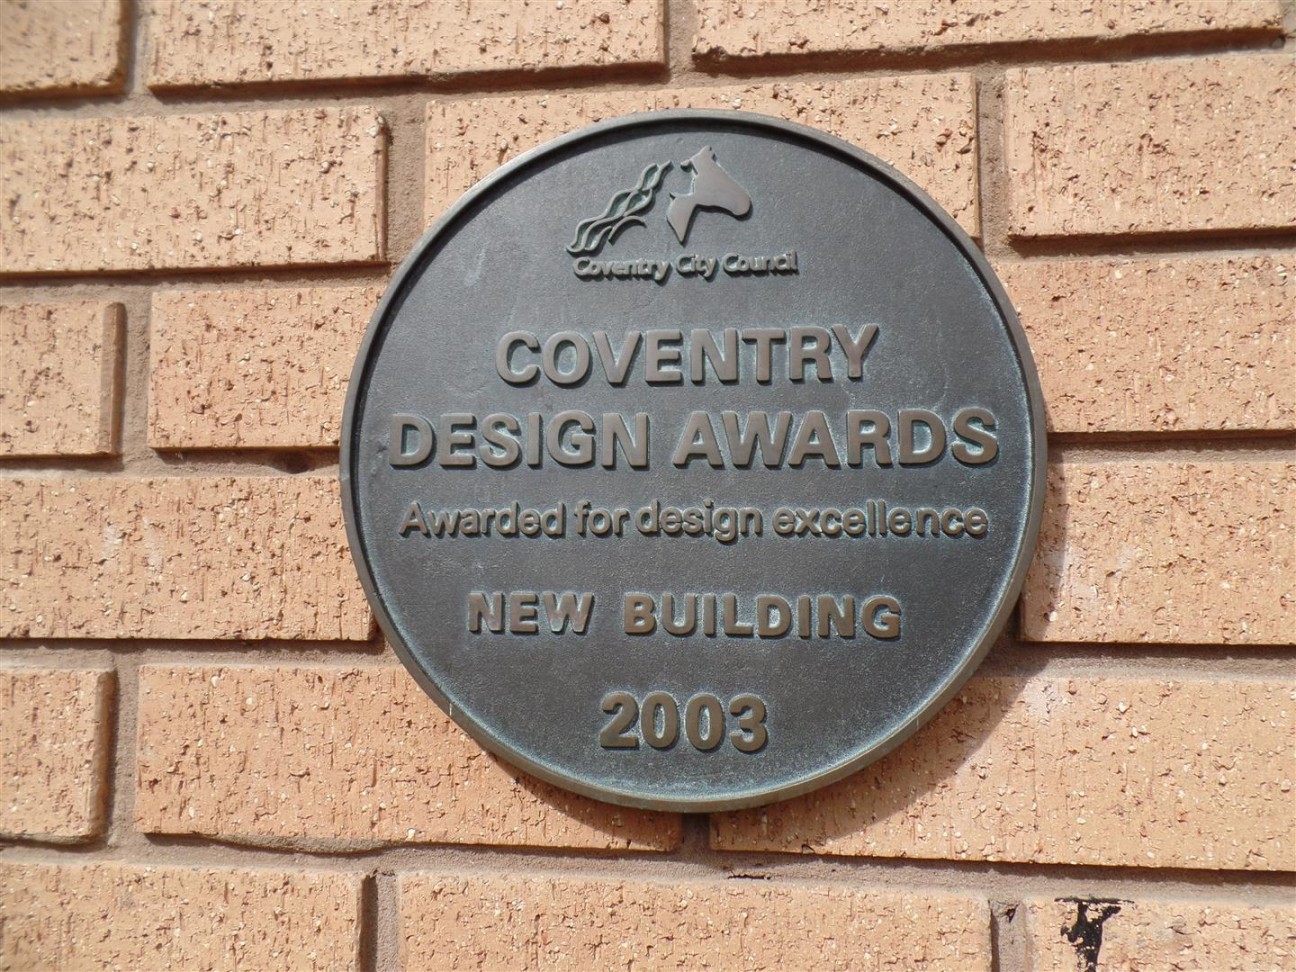 Coventry City Council
COVENTRY
DESIGN AWARDS
Awarded for design excellence
NEW BUILDING
2003